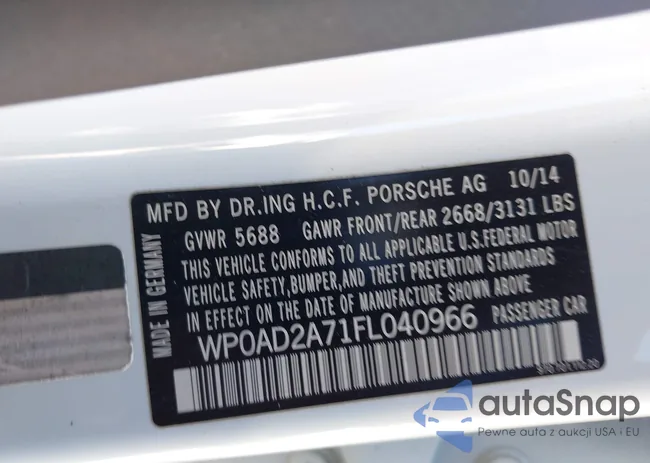 MFD BY DR.ING H.C.F. PORSCHE AG 10/14
GVWR 5688 GAWR FRONT/REAR 2668/3131 LBS
THIS VEHICLE CONFORMS TO ALL APPLICABLE U.S.FEDERAL MOTOR
VEHICLE SAFETY,BUMPER,AND THEFT PREVENTION STANDARDS
IN EFFECT ON THE DATE OF MANUFACTURE SHOWN ABOVE
WP0AD2A71FL040966 PASSENGER CAR
MADE IN GERMANY
autoSnap
Pewne auto z aukcji USA i EU